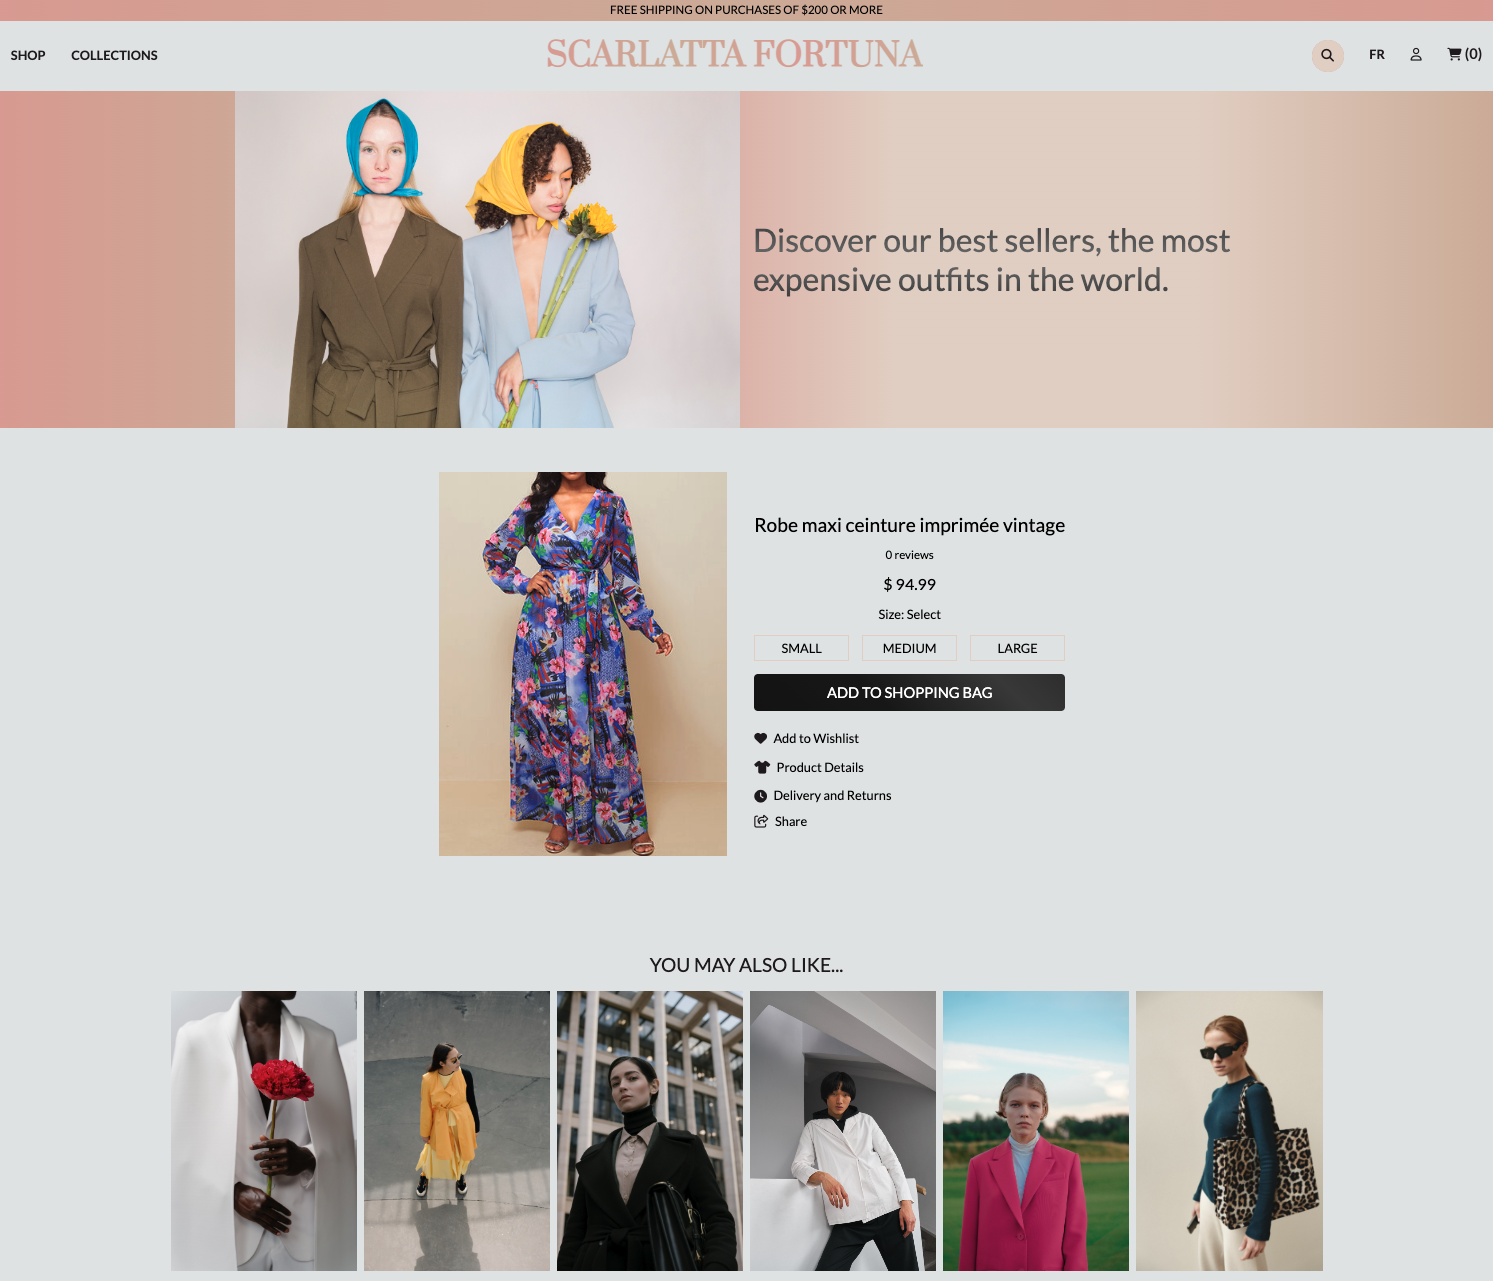 FREE SHIPPING ON PURCHASES OF $200 OR MORE
SHOP COLLECTIONS SCARLATTA FORTUNA FR (0)
Discover our best sellers, the most
expensive outfits in the world.
Robe maxi ceinture imprimée vintage
0 reviews
$ 94.99
Size: Select
SMALL MEDIUM LARGE
ADD TO SHOPPING BAG
Add to Wishlist
Product Details
Delivery and Returns
Share
YOU MAY ALSO LIKE...